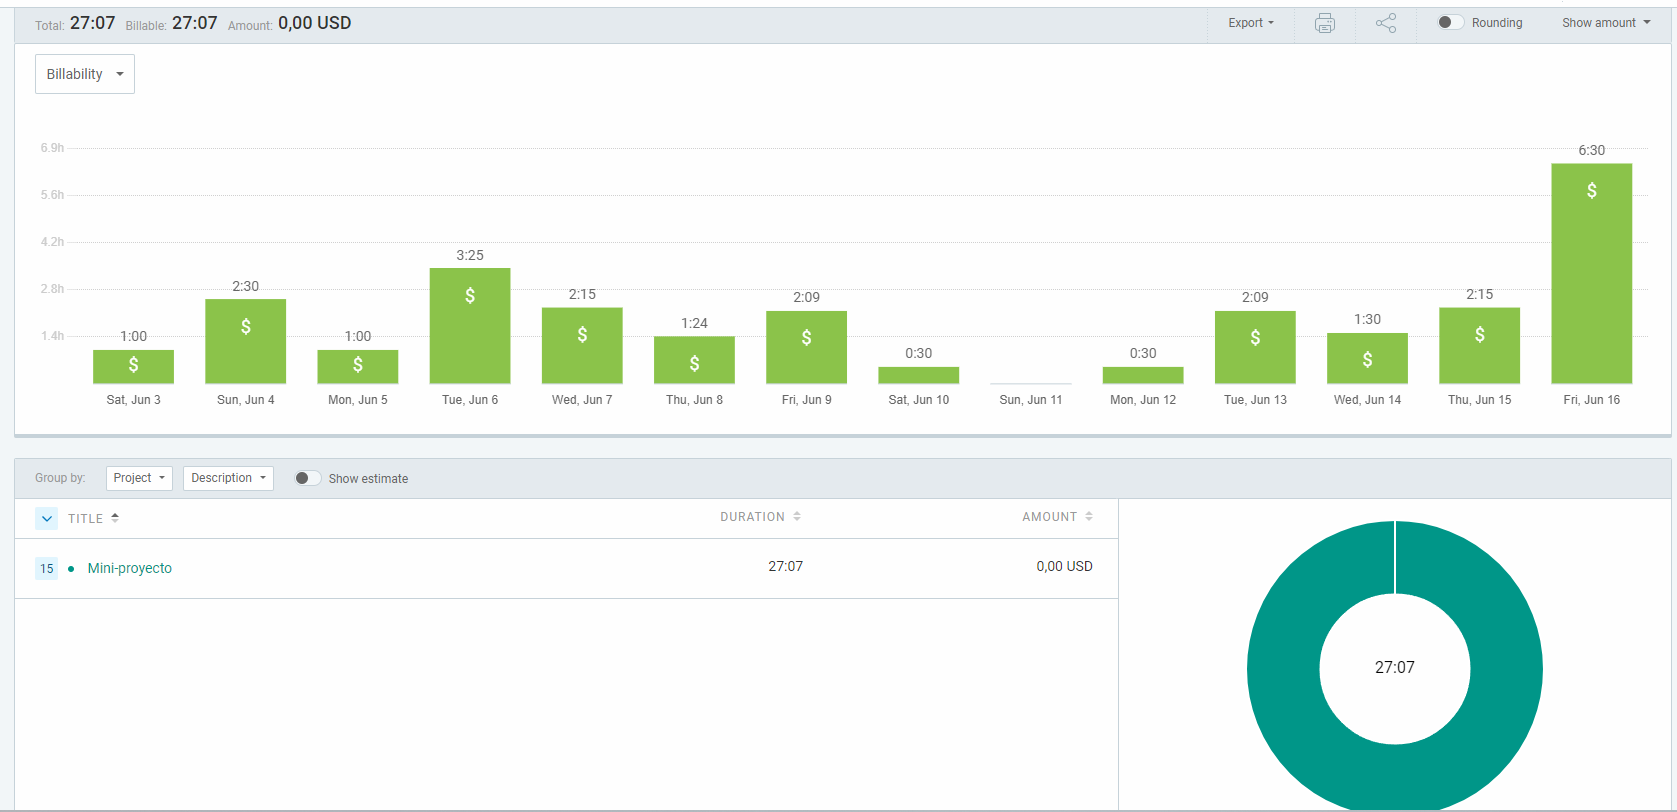 Total: 27:07 Billable: 27:07 Amount: 0,00 USD Export Rounding Show amount
Billability
6.9h
5.6h
4.2h
2.8h
1.4h
1:00 2:30 1:00 3:25 2:15 1:24 2:09 0:30 0:30 2:09 1:30 2:15 6:30
$ $ $ $ $ $ $ $ $ $ $
Sat, Jun 3 Sun, Jun 4 Mon, Jun 5 Tue, Jun 6 Wed, Jun 7 Thu, Jun 8 Fri, Jun 9 Sat, Jun 10 Sun, Jun 11 Mon, Jun 12 Tue, Jun 13 Wed, Jun 14 Thu, Jun 15 Fri, Jun 16
Group by: Project Description Show estimate
TITLE DURATION AMOUNT
15 Mini-proyecto 27:07 0,00 USD
27:07